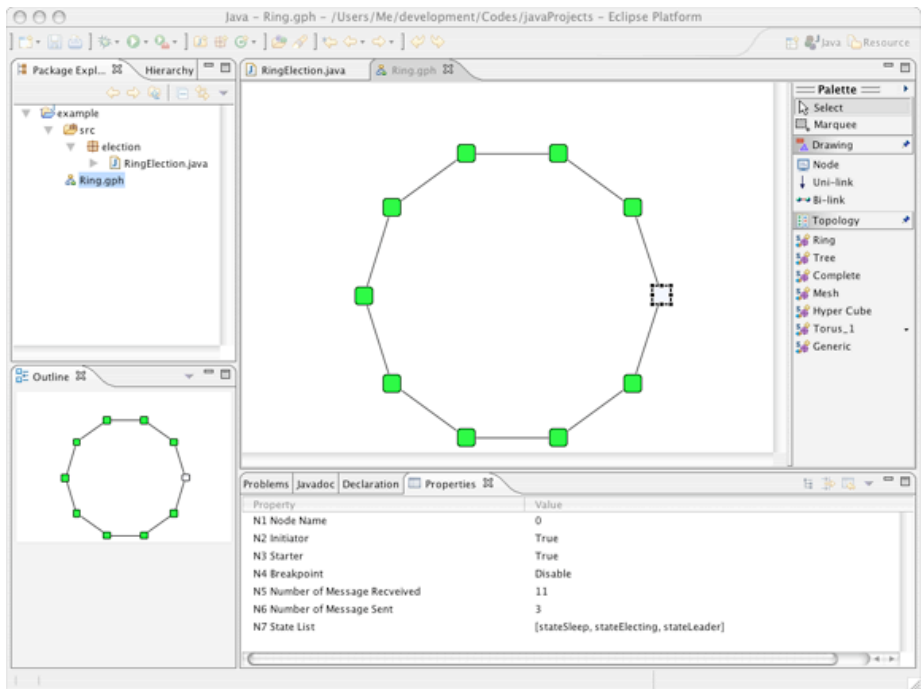 Java - Ring.gph - /Users/Me/development/Codes/javaProjects - Eclipse Platform
Java Resource
Package Expl... Hierarchy
example
src
election
RingElection.java
Ring.gph
RingElection.java Ring.gph
Palette
Select
Marquee
Drawing
Node
Uni-link
Bi-link
Topology
Ring
Tree
Complete
Mesh
Hyper Cube
Torus_1
Generic
Outline
Problems Javadoc Declaration Properties
Property Value
N1 Node Name 0
N2 Initiator True
N3 Starter True
N4 Breakpoint Disable
N5 Number of Message Recveived 11
N6 Number of Message Sent 3
N7 State List [stateSleep, stateElecting, stateLeader]